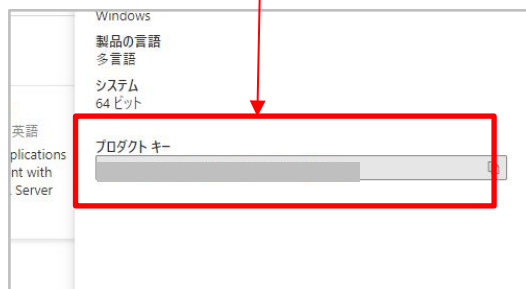 Windows
製品の言語
多言語
システム
64 ビット
英語
plications
nt with
Server
プロダクト キー